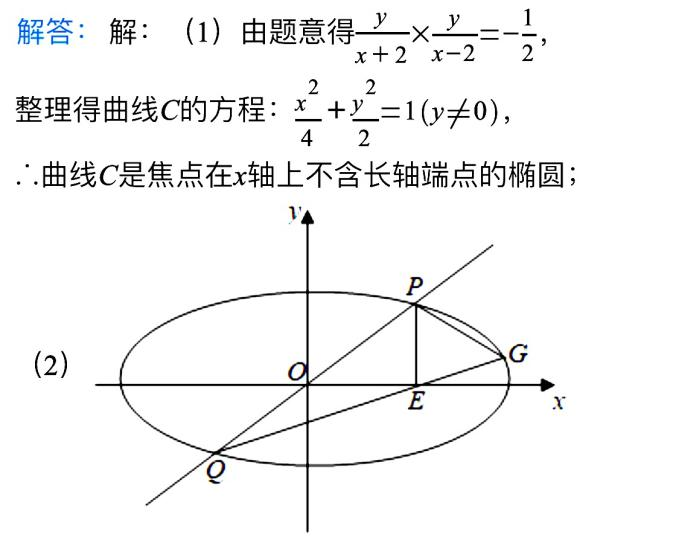 解答： 解：（1）由题意得y/(x+2)×y/(x−2)=−1/2,
整理得曲线C的方程：x²/4+y²/2=1(y≠0),
∴曲线C是焦点在x轴上不含长轴端点的椭圆；
y
P
(2)
G
O
E
x
Q